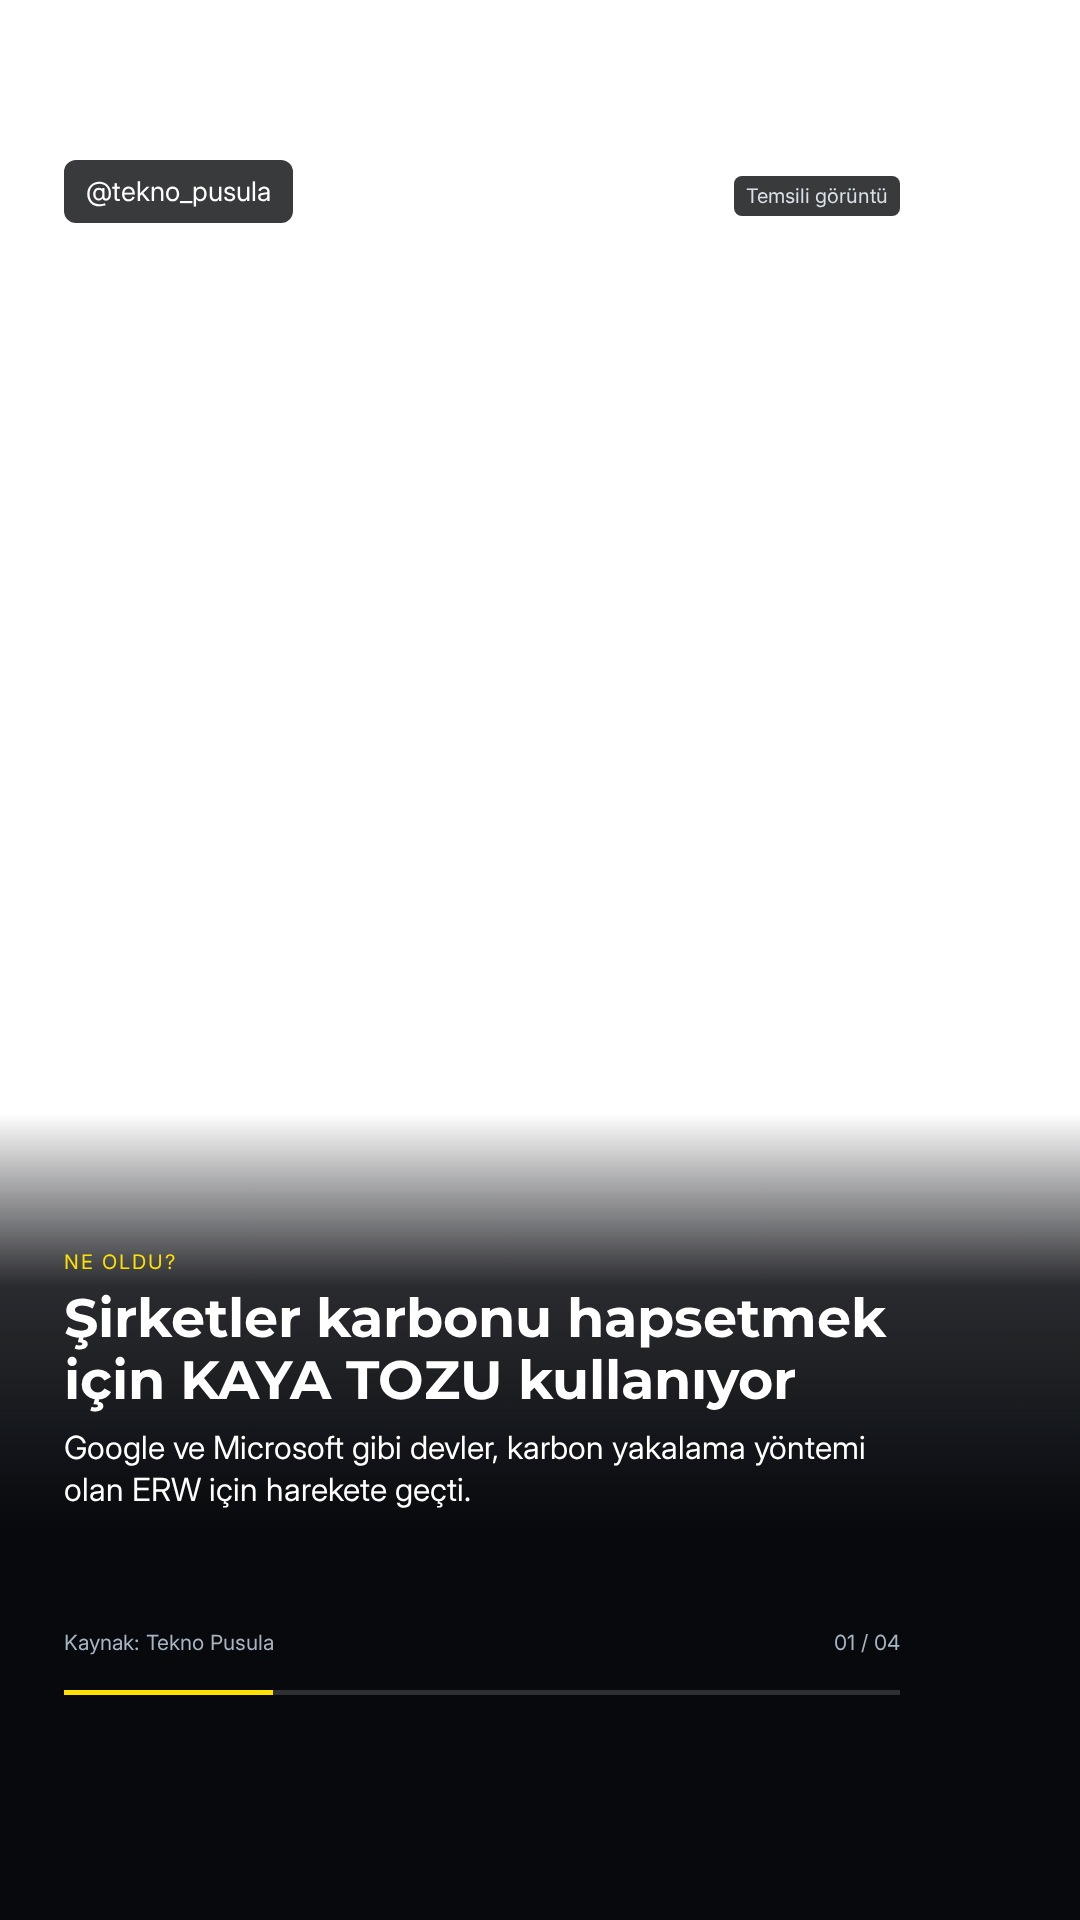 @tekno_pusula
Temsili görüntü
NE OLDU?
Şirketler karbonu hapsetmek
için KAYA TOZU kullanıyor
Google ve Microsoft gibi devler, karbon yakalama yöntemi
olan ERW için harekete geçti.
Kaynak: Tekno Pusula
01 / 04